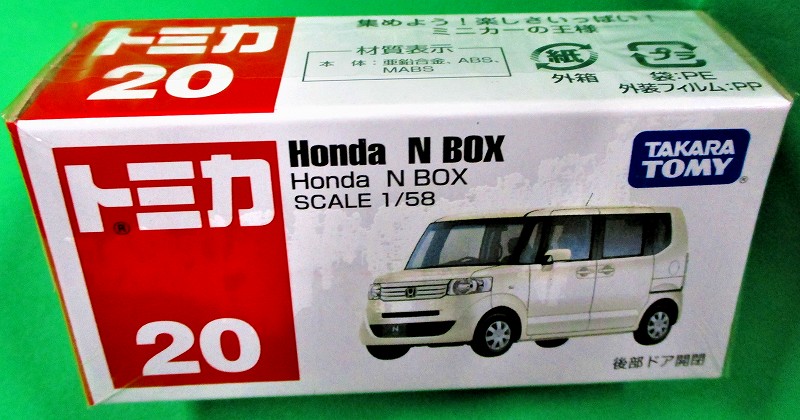 トミカ
20
集めよう！楽しさいっぱい！
ミニカーの王様
材質表示
本体：亜鉛合金、ABS、
MABS
紙
外箱
プラ
袋:PE
外装フィルム:PP
トミカ
®
20
Honda N BOX
Honda N BOX
SCALE 1/58
TAKARA
TOMY
®
N
後部ドア開閉